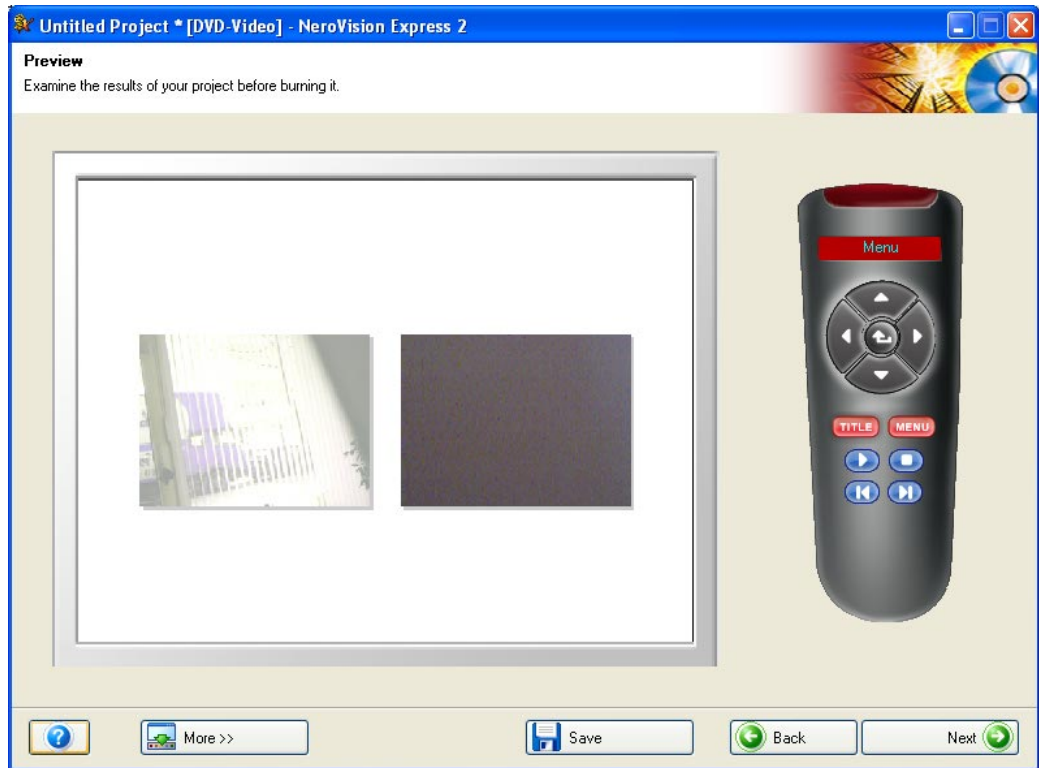 Untitled Project * [DVD-Video] - NeroVision Express 2
Preview
Examine the results of your project before burning it.
Menu
TITLE MENU
More >>
Save
Back
Next